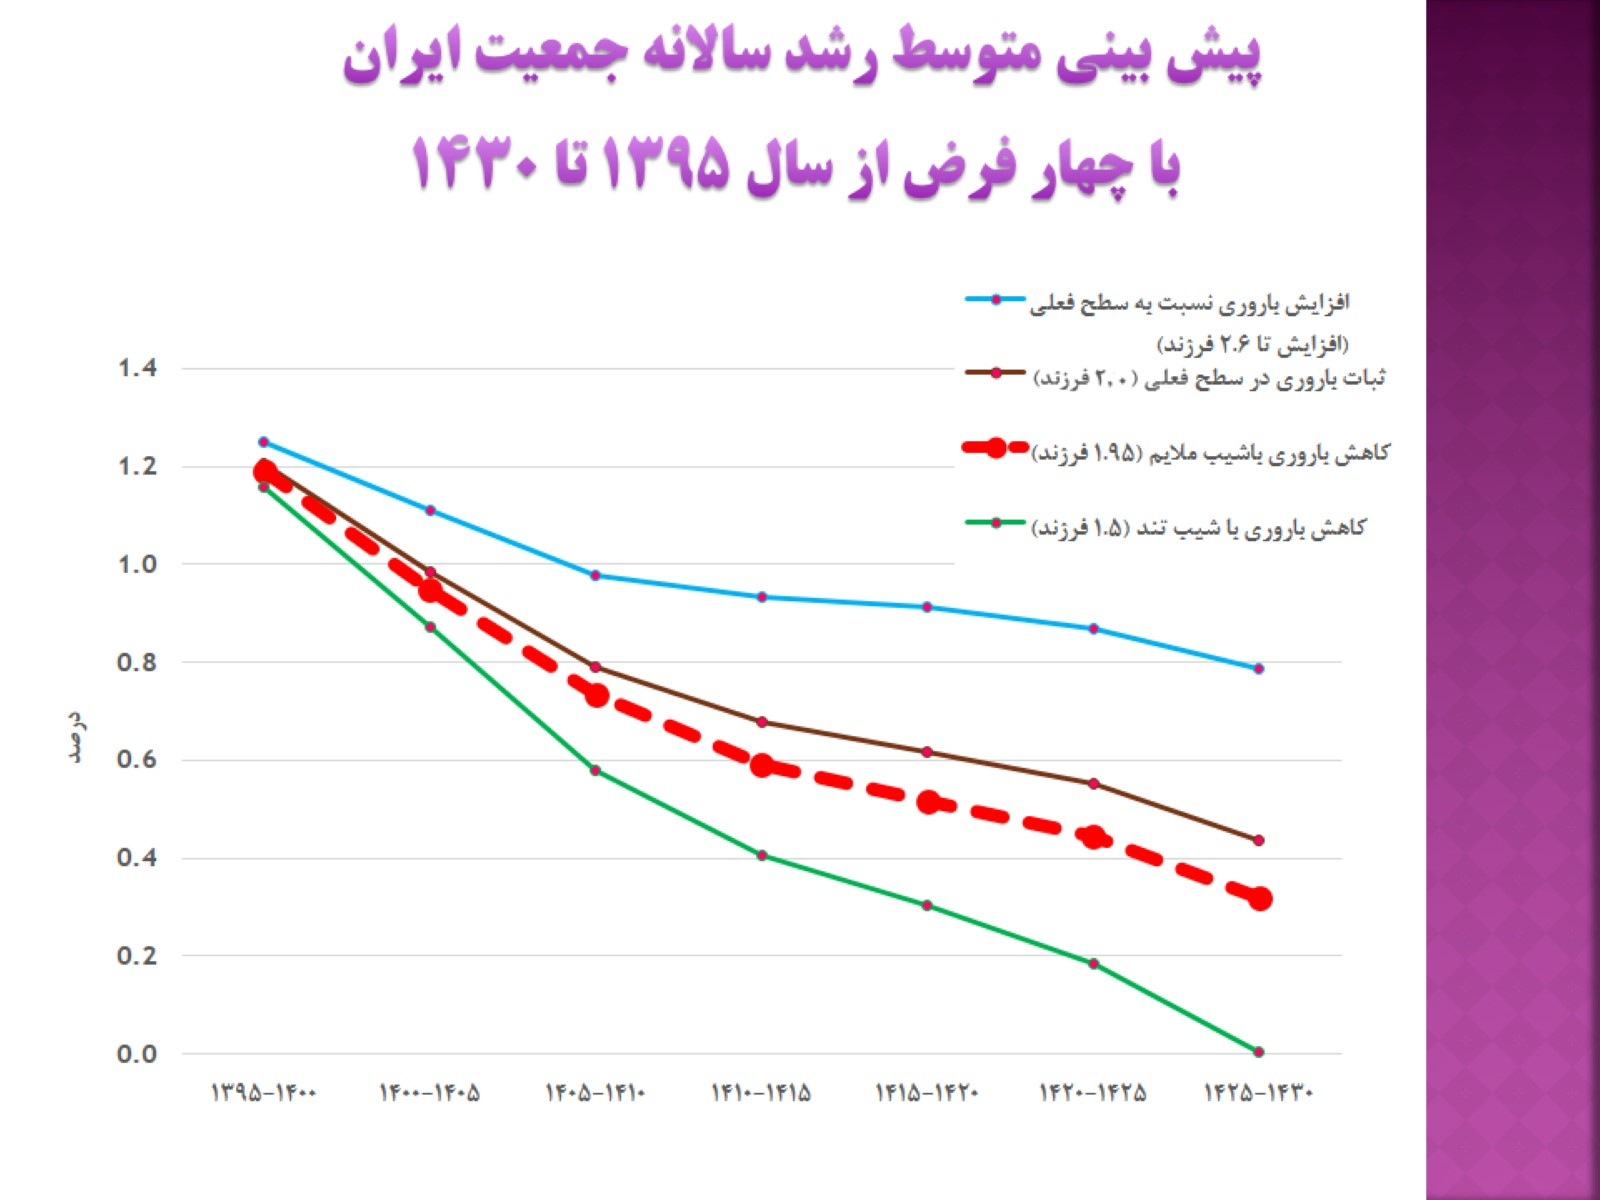 پیش بینی متوسط رشد سالانه جمعیت ایران
با چهار فرض از سال ۱۳۹۵ تا ۱۴۳۰
افزایش باروری نسبت به سطح فعلی
(افزایش تا ۲.۶ فرزند)
ثبات باروری در سطح فعلی (۲,۰ فرزند)
کاهش باروری باشیب ملایم (۱.۹۵ فرزند)
کاهش باروری با شیب تند (۱.۵ فرزند)
1.4
1.2
1.0
0.8
0.6
0.4
0.2
0.0
درصد
۱۳۹۵-۱۴۰۰
۱۴۰۰-۱۴۰۵
۱۴۰۵-۱۴۱۰
۱۴۱۰-۱۴۱۵
۱۴۱۵-۱۴۲۰
۱۴۲۰-۱۴۲۵
۱۴۲۵-۱۴۳۰